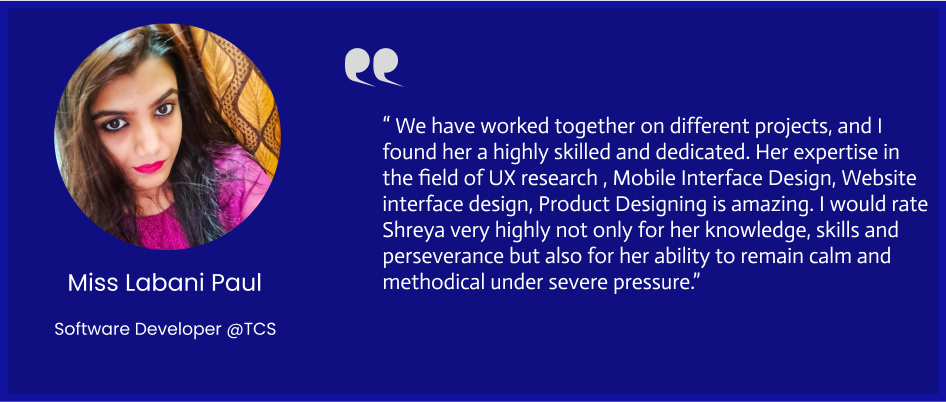 “ We have worked together on different projects, and I
found her a highly skilled and dedicated. Her expertise in
the field of UX research , Mobile Interface Design, Website
interface design, Product Designing is amazing. I would rate
Shreya very highly not only for her knowledge, skills and
perseverance but also for her ability to remain calm and
methodical under severe pressure.”
Miss Labani Paul
Software Developer @TCS